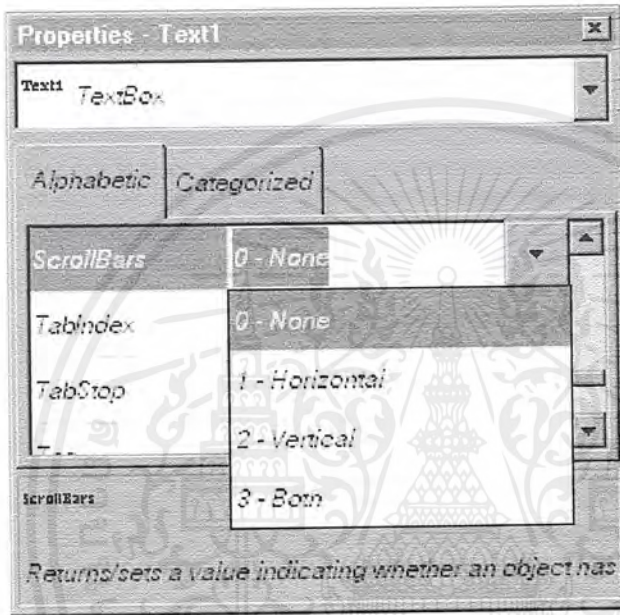 Properties - Text1
Text1 TextBox
Alphabetic Categorized
ScrollBars 0 - None
TabIndex 0 - None
TabStop 1 - Horizontal
2 - Vertical
3 - Both
ScrollBars
Returns/sets a value indicating whether an object has